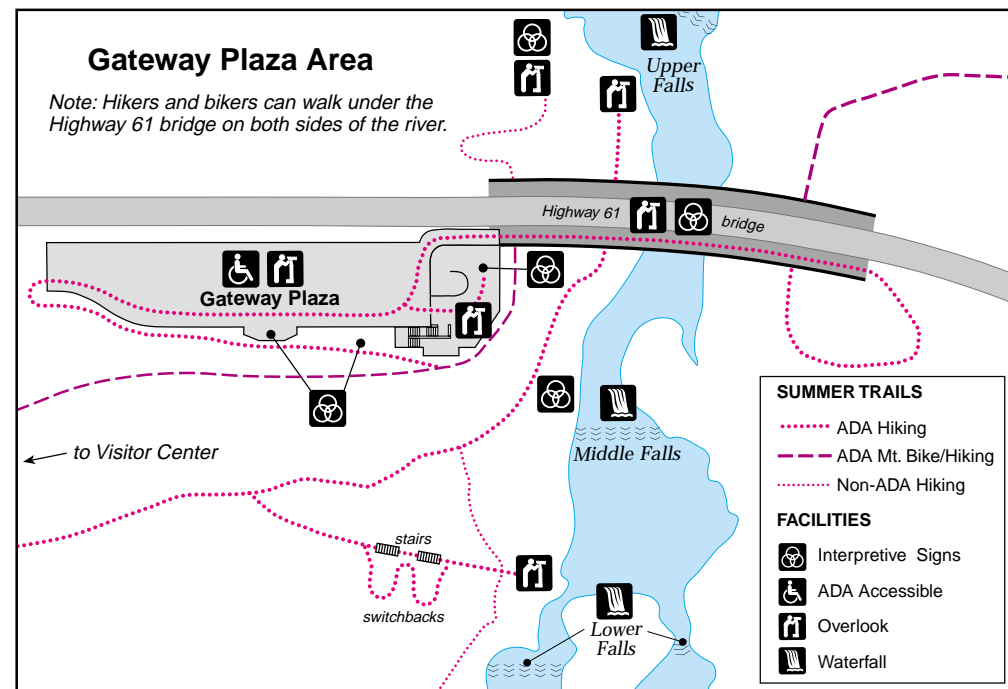 Gateway Plaza Area
Note: Hikers and bikers can walk under the
Highway 61 bridge on both sides of the river.
Upper
Falls
Highway 61
bridge
Gateway Plaza
to Visitor Center
Middle Falls
stairs
switchbacks
Lower
Falls
SUMMER TRAILS
ADA Hiking
ADA Mt. Bike/Hiking
Non-ADA Hiking
FACILITIES
Interpretive Signs
ADA Accessible
Overlook
Waterfall